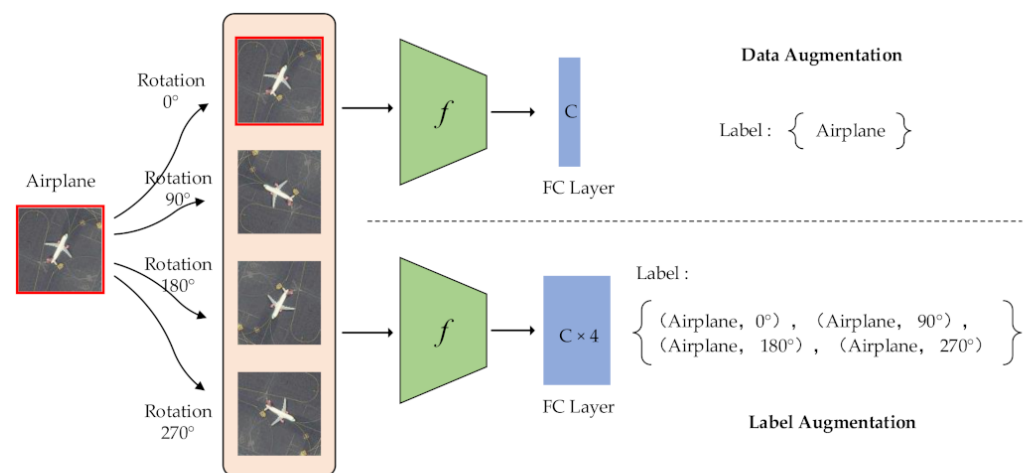 Airplane
Rotation
0°
Rotation
90°
Rotation
180°
Rotation
270°
f
C
FC Layer
Data Augmentation
Label : { Airplane }
f
C × 4
FC Layer
Label :
{ (Airplane, 0°) , (Airplane, 90°) ,
(Airplane, 180°) , (Airplane, 270°) }
Label Augmentation